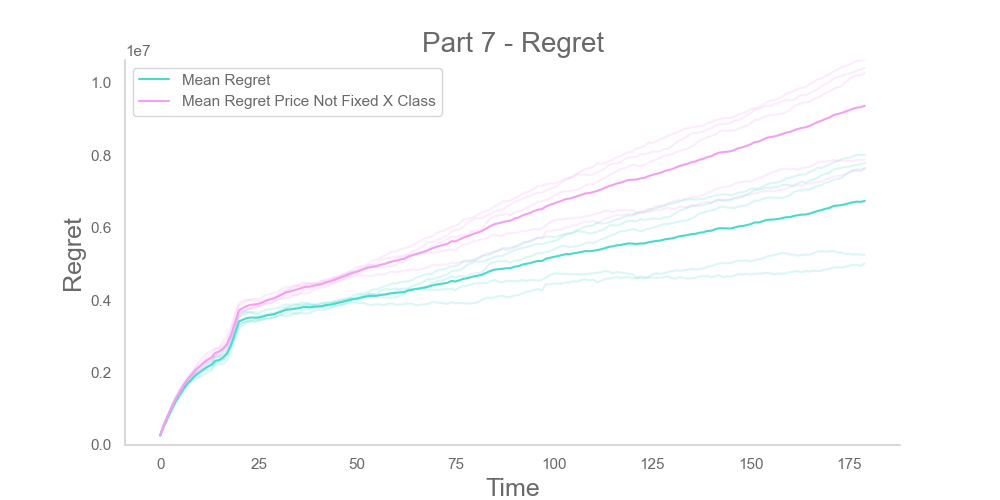 Part 7 - Regret
1e7
Mean Regret
Mean Regret Price Not Fixed X Class
1.0
0.8
0.6
0.4
0.2
0.0
Regret
0 25 50 75 100 125 150 175
Time